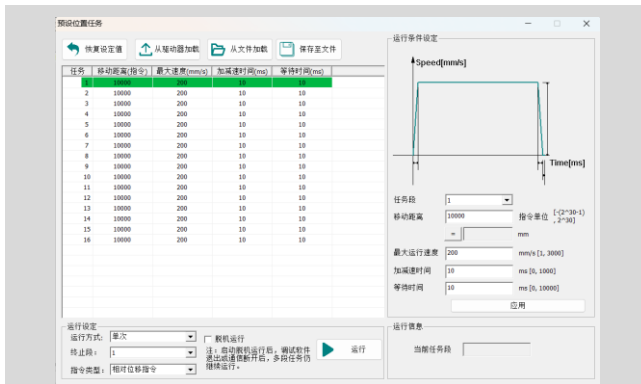 预设位置任务
恢复设定值 从驱动器加载 从文件加载 保存至文件
任务 移动距离(指令) 最大速度(mm/s) 加减速时间(ms) 等待时间(ms)
1 10000 200 10 10
2 10000 200 10 10
3 10000 200 10 10
4 10000 200 10 10
5 10000 200 10 10
6 10000 200 10 10
7 10000 200 10 10
8 10000 200 10 10
9 10000 200 10 10
10 10000 200 10 10
11 10000 200 10 10
12 10000 200 10 10
13 10000 200 10 10
14 10000 200 10 10
15 10000 200 10 10
16 10000 200 10 10
运行设定
运行方式: 单次
终止段: 1
指令类型: 相对位移指令
脱机运行
注: 启动脱机运行后, 调试软件
退出或通信断开后, 多段任务仍
继续运行。
运行
运行条件设定
Speed[mm/s]
Time[ms]
任务段 1
移动距离 10000 指令单位 [-(2^30-1)
, 2^30]
= mm
最大运行速度 200 mm/s [1, 3000]
加减速时间 10 ms [0, 1000]
等待时间 10 ms [0, 10000]
应用
运行信息
当前任务段